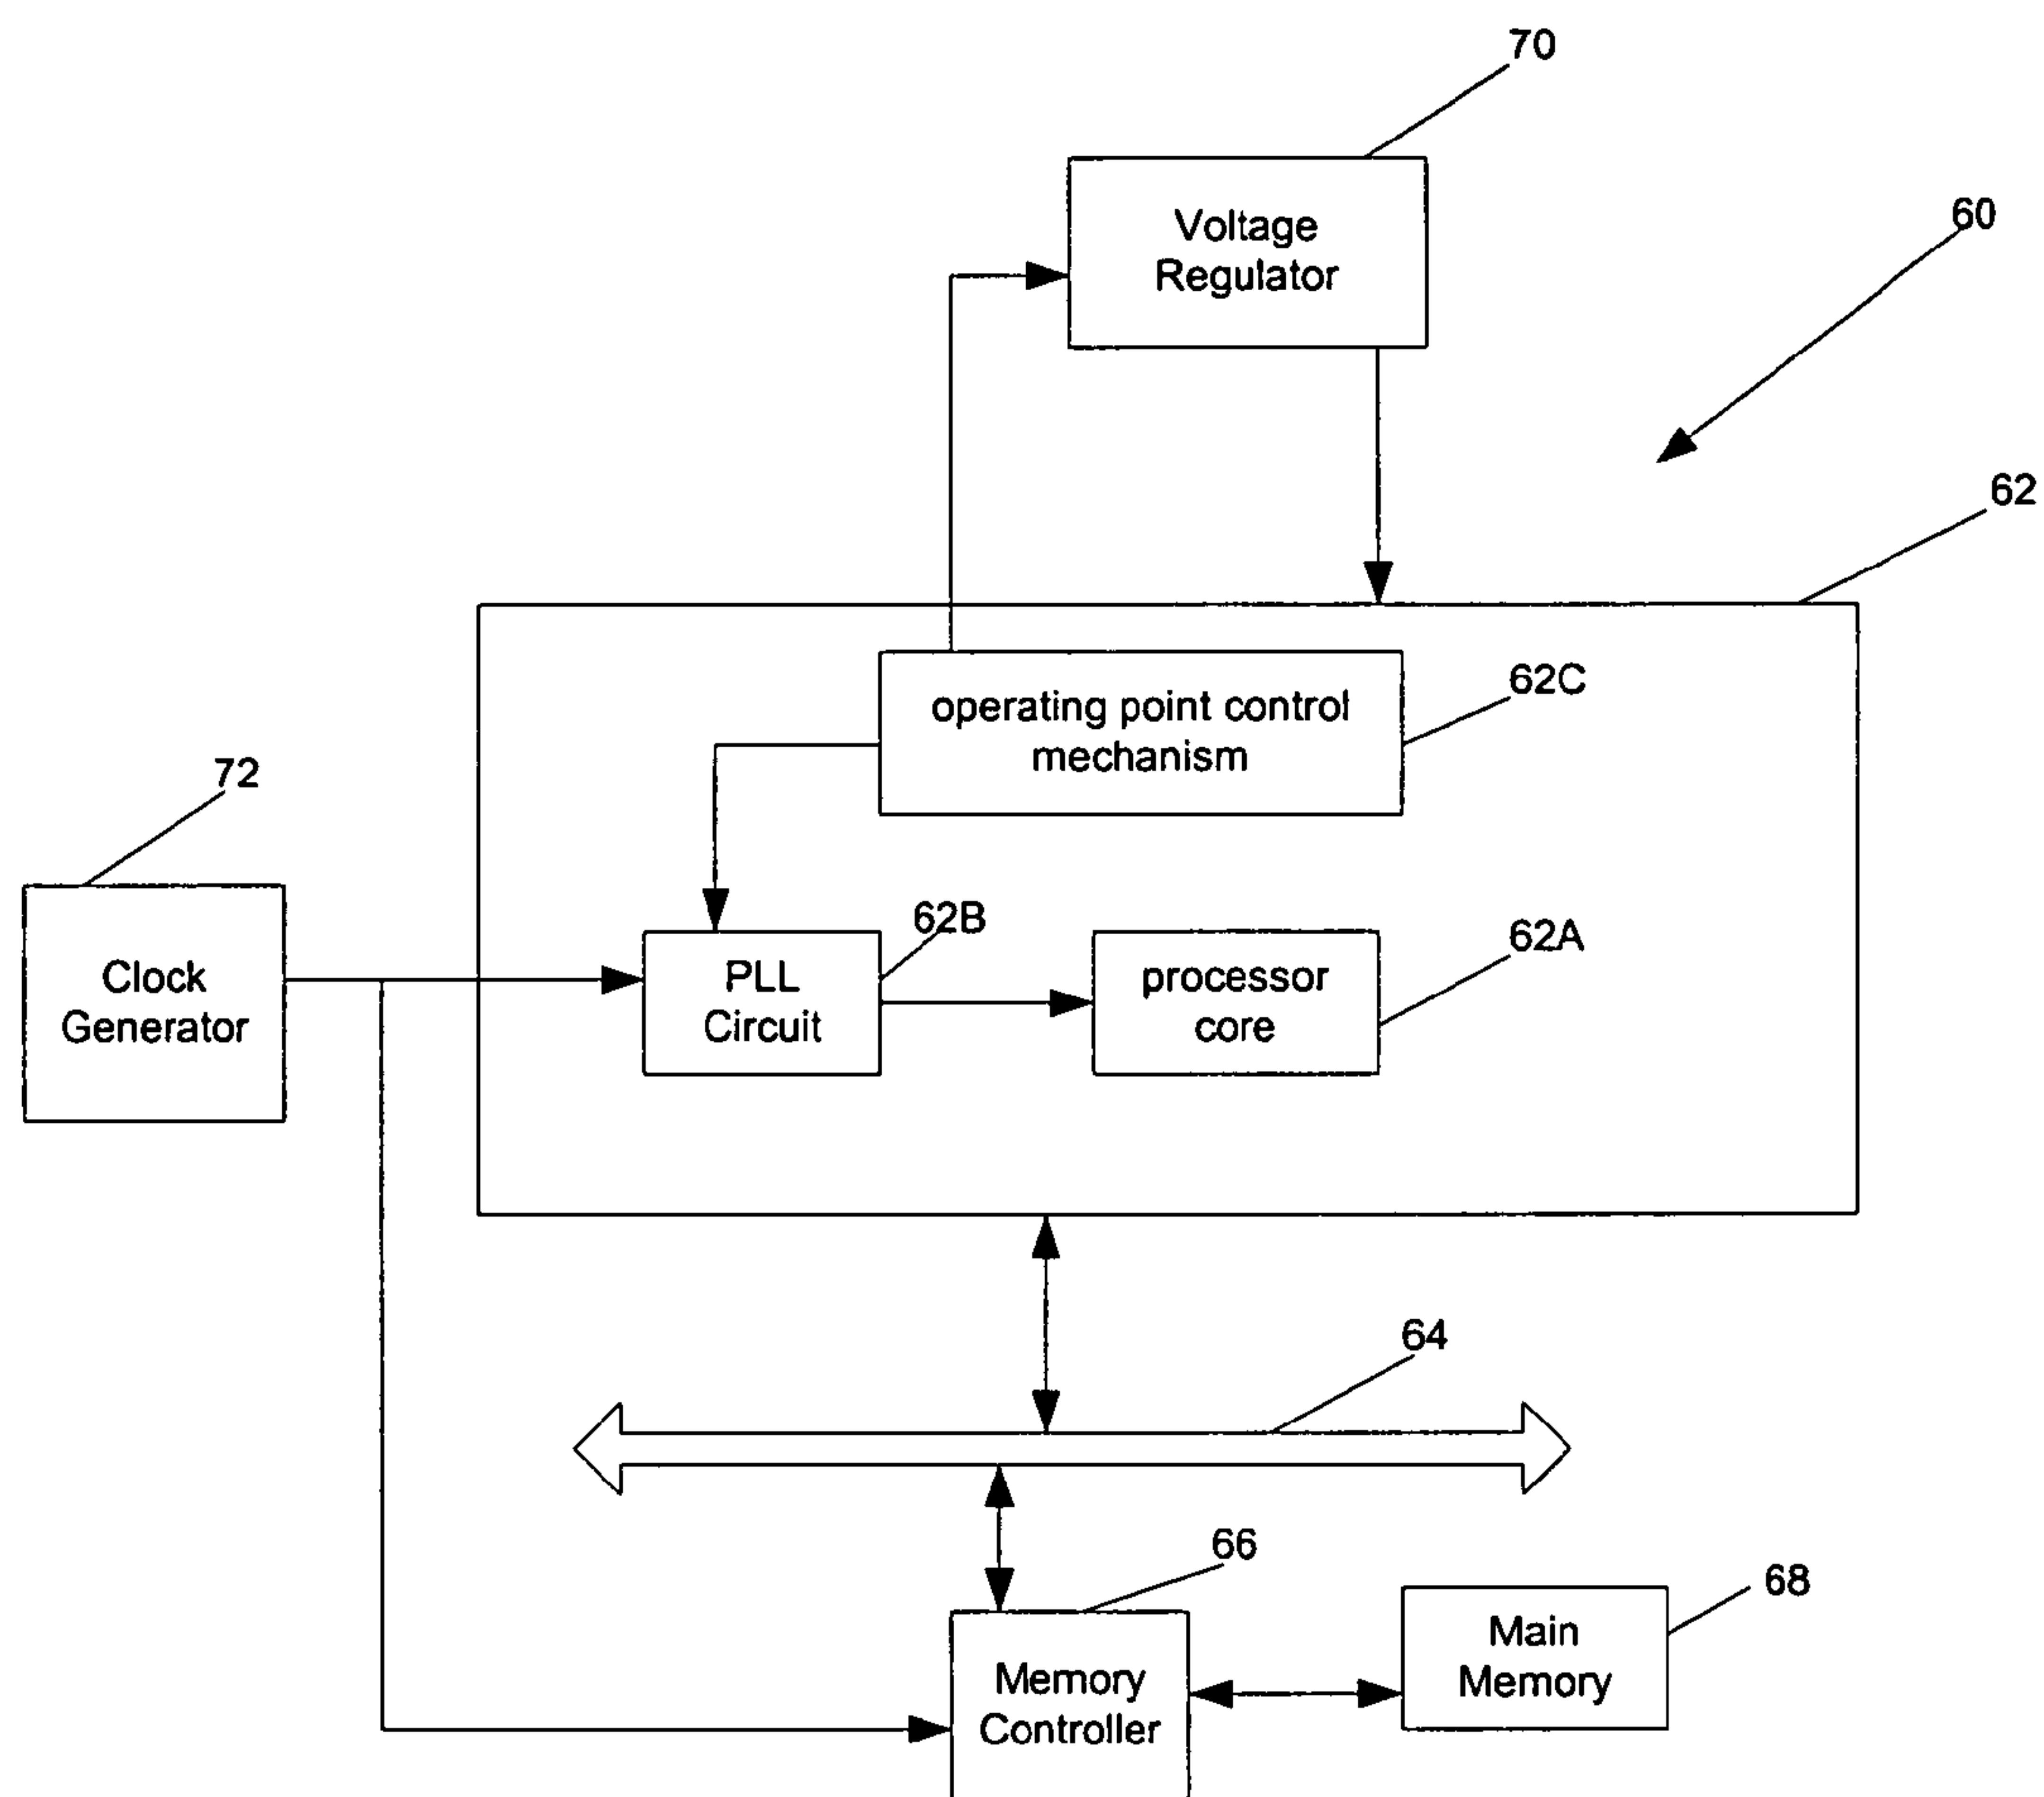 70
Voltage
Regulator
60
62
operating point control
mechanism
62C
72
Clock
Generator
62B
PLL
Circuit
62A
processor
core
64
66
Memory
Controller
68
Main
Memory